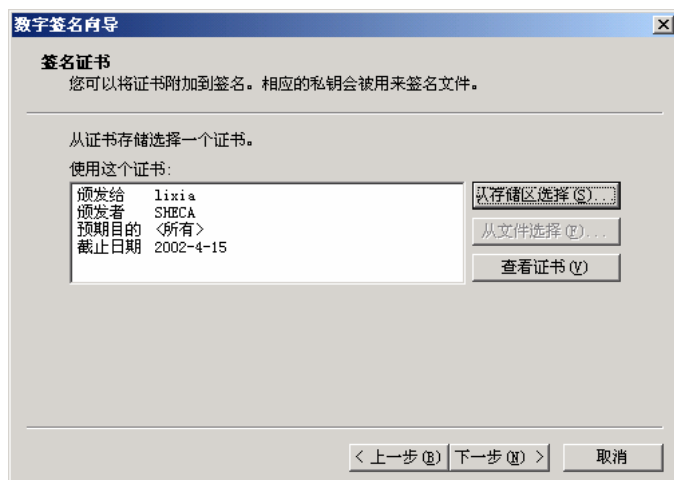 数字签名向导
签名证书
您可以将证书附加到签名。相应的私钥会被用来签名文件。
从证书存储选择一个证书。
使用这个证书:
颁发给 lixia
颁发者 SHECA
预期目的 <所有>
截止日期 2002-4-15
从存储区选择(S)...
从文件选择(F)...
查看证书(V)
< 上一步(B)
下一步(N) >
取消